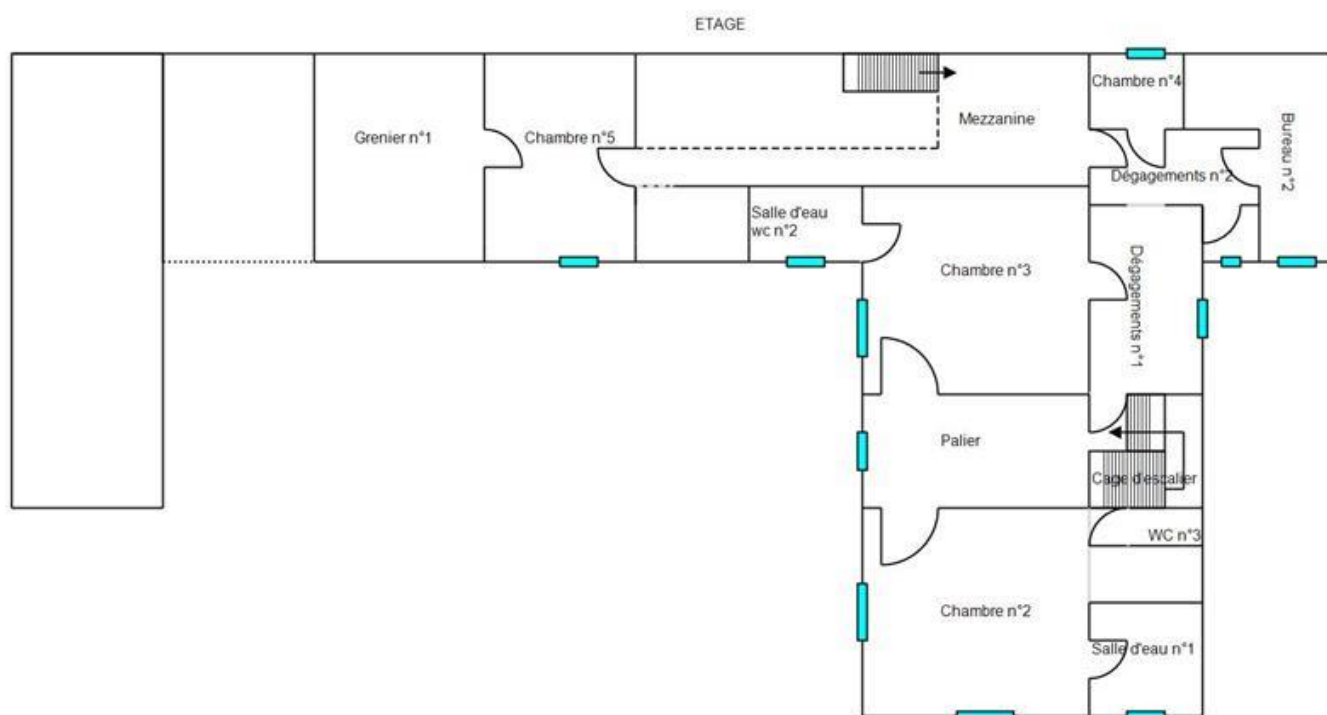 ETAGE
Chambre n°4
Mezzanine
Grenier n°1
Chambre n°5
Bureau n°2
Dégagements n°2
Salle d'eau
wc n°2
Chambre n°3
Dégagements n°1
Palier
Cage d'escalier
WC n°3
Chambre n°2
Salle d'eau n°1